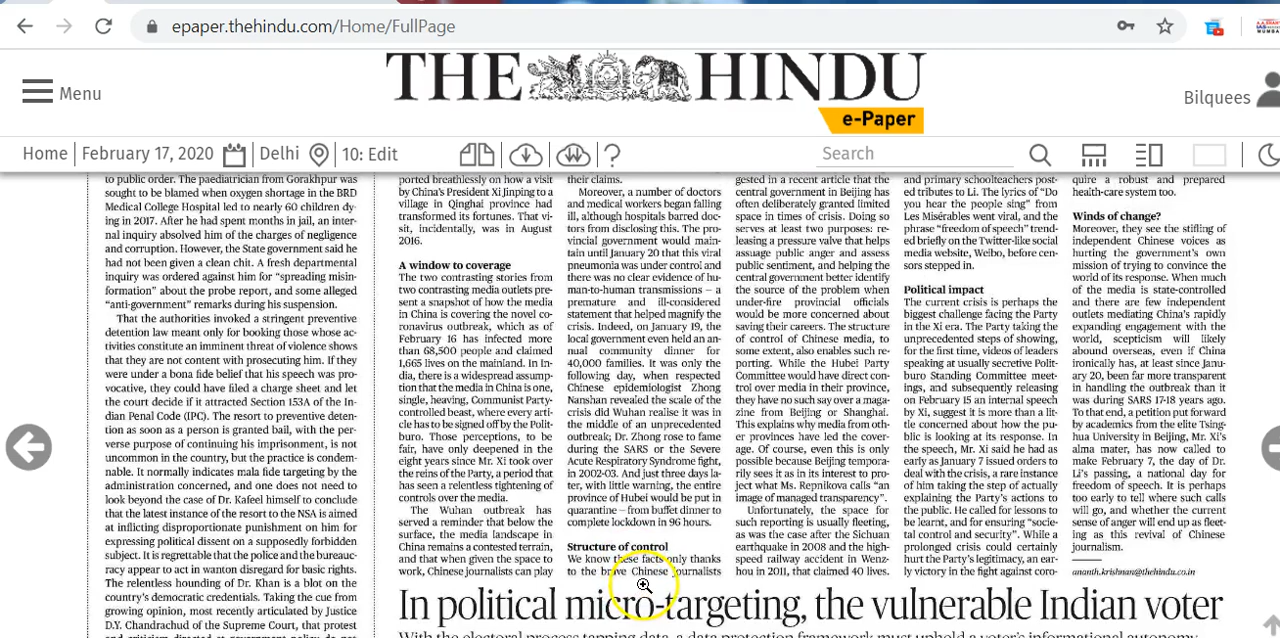 epaper.thehindu.com/Home/FullPage
Menu
THE HINDU
e-Paper
Bilquees
Home
February 17, 2020
Delhi
10: Edit
?
Search
to public order. The paediatrician from Gorakhpur was
sought to be blamed when oxygen shortage in the BRD
Medical College Hospital led to nearly 60 children dy-
ing in 2017. After he had spent months in jail, an inter-
nal inquiry absolved him of the charges of negligence
and corruption. However, the State government said he
had not been given a clean chit. A fresh departmental
inquiry was ordered against him for “spreading misin-
formation” about the probe report, and some alleged
“anti-government” remarks during his suspension.
That the authorities invoked a stringent preventive
detention law meant only for booking those whose ac-
tivities constitute an imminent threat of violence shows
that they are not content with prosecuting him. If they
were under a bona fide belief that his speech was pro-
vocative, they could have filed a charge sheet and let
the court decide if it attracted Section 153A of the In-
dian Penal Code (IPC). The resort to preventive deten-
tion as soon as a person is granted bail, with the per-
verse purpose of continuing his imprisonment, is not
uncommon in the country, but the practice is condem-
nable. It normally indicates mala fide targeting by the
administration concerned, and one does not need to
look beyond the case of Dr. Kafeel himself to conclude
that the latest instance of the resort to the NSA is aimed
at inflicting disproportionate punishment on him for
expressing political dissent on a supposedly forbidden
subject. It is regrettable that the police and the bureauc-
racy appear to act in wanton disregard for basic rights.
The relentless hounding of Dr. Khan is a blot on the
country’s democratic credentials. Taking the cue from
growing opinion, most recently articulated by Justice
D.Y. Chandrachud of the Supreme Court, that protest
ported breathlessly on how a visit
by China’s President Xi Jinping to a
village in Qinghai province had
transformed its fortunes. That vi-
sit, incidentally, was in August
2016.
A window to coverage
The two contrasting stories from
two contrasting media outlets pre-
sent a snapshot of how the media
in China is covering the novel co-
ronavirus outbreak, which as of
February 16 has infected more
than 68,500 people and claimed
1,665 lives on the mainland. In In-
dia, there is a widespread assump-
tion that the media in China is one,
single, heaving, Communist Party-
controlled beast, where every arti-
cle has to be signed off by the Polit-
buro. Those perceptions, to be
fair, have only deepened in the
eight years since Mr. Xi took over
the reins of the Party, a period that
has seen a relentless tightening of
controls over the media.
The Wuhan outbreak has
served a reminder that below the
surface, the media landscape in
China remains a contested terrain,
and that when given the space to
work, Chinese journalists can play
their claims.
Moreover, a number of doctors
and medical workers began falling
ill, although hospitals barred doc-
tors from disclosing this. The pro-
vincial government would main-
tain until January 20 that this viral
pneumonia was under control and
there was no clear evidence of hu-
man-to-human transmissions – a
premature and ill-considered
statement that helped magnify the
crisis. Indeed, on January 19, the
local government even held an an-
nual community dinner for
40,000 families. It was only the
following day, when respected
Chinese epidemiologist Zhong
Nanshan revealed the scale of the
crisis did Wuhan realise it was in
the middle of an unprecedented
outbreak; Dr. Zhong rose to fame
during the SARS or the Severe
Acute Respiratory Syndrome fight,
in 2002-03. And just three days la-
ter, with little warning, the entire
province of Hubei would be put in
quarantine – from buffet dinner to
complete lockdown in 96 hours.
Structure of control
We know these facts only thanks
to the brave Chinese journalists
gested in a recent article that the
central government in Beijing has
often deliberately granted limited
space in times of crisis. Doing so
serves at least two purposes: re-
leasing a pressure valve that helps
assuage public anger and assess
public sentiment, and helping the
central government better identify
the source of the problem when
under-fire provincial officials
would be more concerned about
saving their careers. The structure
of control of Chinese media, to
some extent, also enables such re-
porting. While the Hubei Party
Committee would have direct con-
trol over media in their province,
they have no such say over a maga-
zine from Beijing or Shanghai.
This explains why media from oth-
er provinces have led the cover-
age. Of course, even this is only
possible because Beijing tempora-
rily sees it as in its interest to pro-
ject what Ms. Repnikova calls “an
image of managed transparency”.
Unfortunately, the space for
such reporting is usually fleeting,
as was the case after the Sichuan
earthquake in 2008 and the high-
speed railway accident in Wenz-
hou in 2011, that claimed 40 lives.
and primary schoolteachers post-
ed tributes to Li. The lyrics of “Do
you hear the people sing” from
Les Misérables went viral, and the
phrase “freedom of speech” trend-
ed briefly on the Twitter-like social
media website, Weibo, before cen-
sors stepped in.
Political impact
The current crisis is perhaps the
biggest challenge facing the Party
in the Xi era. The Party taking the
unprecedented steps of showing,
for the first time, videos of leaders
speaking at usually secretive Polit-
buro Standing Committee meet-
ings, and subsequently releasing
on February 15 an internal speech
by Xi, suggest it is more than a lit-
tle concerned about how the pu-
blic is looking at its response. In
the speech, Mr. Xi said he had as
early as January 7 issued orders to
deal with the crisis, a rare instance
of him taking the step of actually
explaining the Party’s actions to
the public. He called for lessons to
be learnt, and for ensuring “socie-
tal control and security”. While a
prolonged crisis could certainly
hurt the Party’s legitimacy, an ear-
ly victory in the fight against coro-
quire a robust and prepared
health-care system too.
Winds of change?
Moreover, they see the stifling of
independent Chinese voices as
hurting the government’s own
mission of trying to convince the
world of its response. When much
of the media is state-controlled
and there are few independent
outlets mediating China’s rapidly
expanding engagement with the
world, scepticism will likely
abound overseas, even if China
ironically has, at least since Janu-
ary 20, been far more transparent
in handling the outbreak than it
was during SARS 17-18 years ago.
To that end, a petition put forward
by academics from the elite Tsing-
hua University in Beijing, Mr. Xi’s
alma mater, has now called to
make February 7, the day of Dr.
Li’s passing, a national day for
freedom of speech. It is perhaps
too early to tell where such calls
will go, and whether the current
sense of anger will end up as fleet-
ing as this revival of Chinese
journalism.
ananth.krishnan@thehindu.co.in
In political micro-targeting, the vulnerable Indian voter
With the electoral process tapping data, a data protection framework must uphold a voter’s informational autonomy